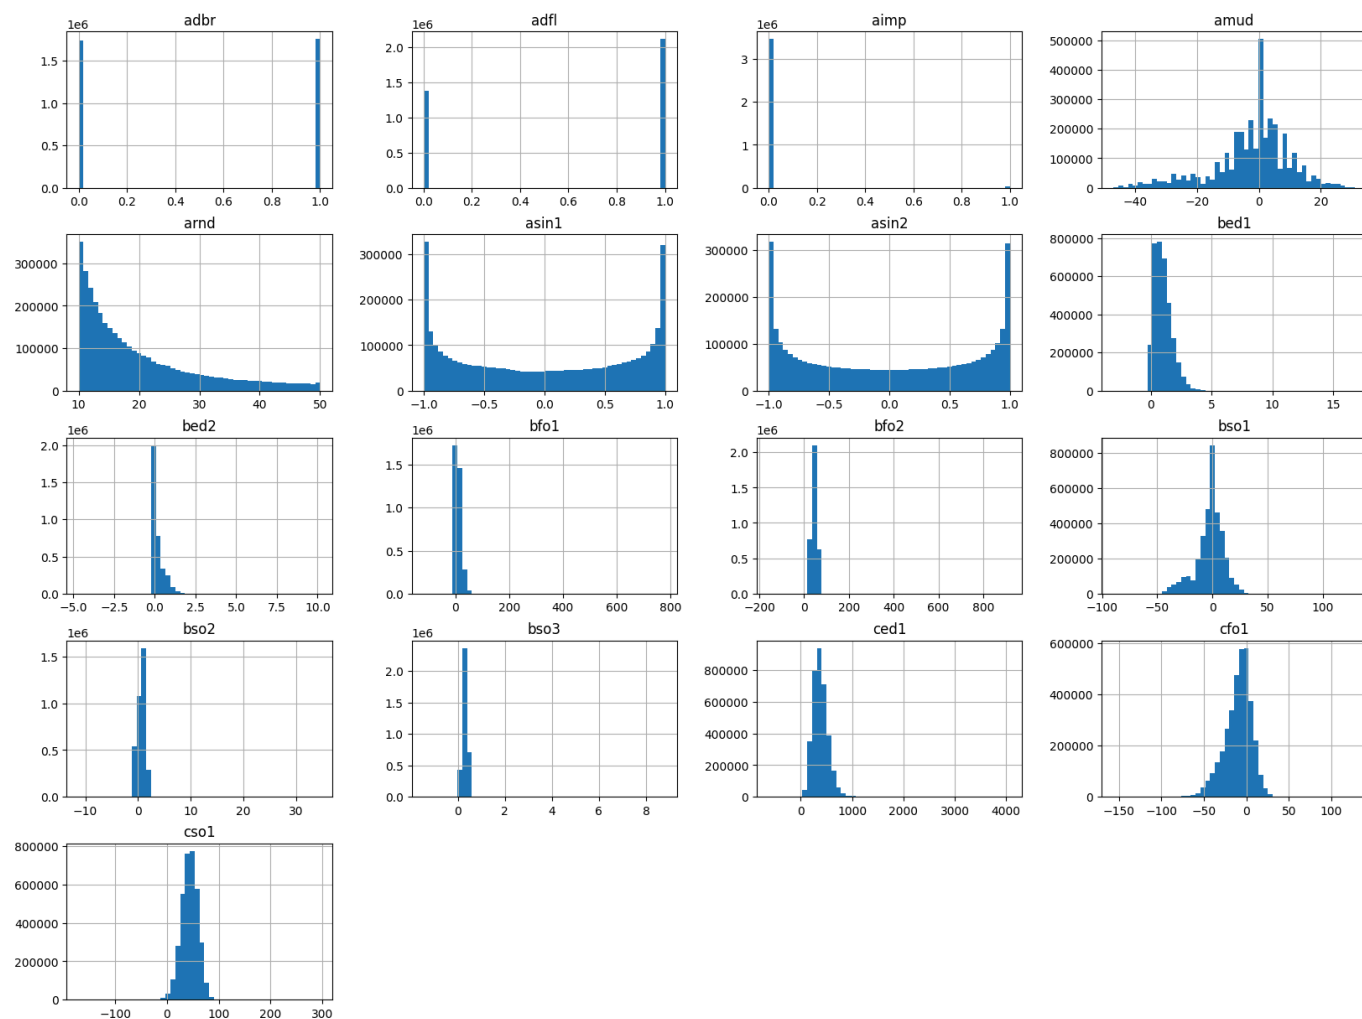 adbr
1e6
1.5
1.0
0.5
0.0
0.0 0.2 0.4 0.6 0.8 1.0
adfl
1e6
2.0
1.5
1.0
0.5
0.0
0.0 0.2 0.4 0.6 0.8 1.0
aimp
1e6
3
2
1
0
0.0 0.2 0.4 0.6 0.8 1.0
amud
500000
400000
300000
200000
100000
0
−40 −20 0 20
arnd
300000
200000
100000
0
10 20 30 40 50
asin1
300000
200000
100000
0
−1.0 −0.5 0.0 0.5 1.0
asin2
300000
200000
100000
0
−1.0 −0.5 0.0 0.5 1.0
bed1
800000
600000
400000
200000
0
0 5 10 15
bed2
1e6
2.0
1.5
1.0
0.5
0.0
−5.0 −2.5 0.0 2.5 5.0 7.5 10.0
bfo1
1e6
1.5
1.0
0.5
0.0
0 200 400 600 800
bfo2
1e6
2.0
1.5
1.0
0.5
0.0
−200 0 200 400 600 800
bso1
800000
600000
400000
200000
0
−100 −50 0 50 100
bso2
1e6
1.5
1.0
0.5
0.0
−10 0 10 20 30
bso3
1e6
2.0
1.5
1.0
0.5
0.0
0 2 4 6 8
ced1
800000
600000
400000
200000
0
0 1000 2000 3000 4000
cfo1
600000
400000
200000
0
−150 −100 −50 0 50 100
cso1
800000
600000
400000
200000
0
−100 0 100 200 300